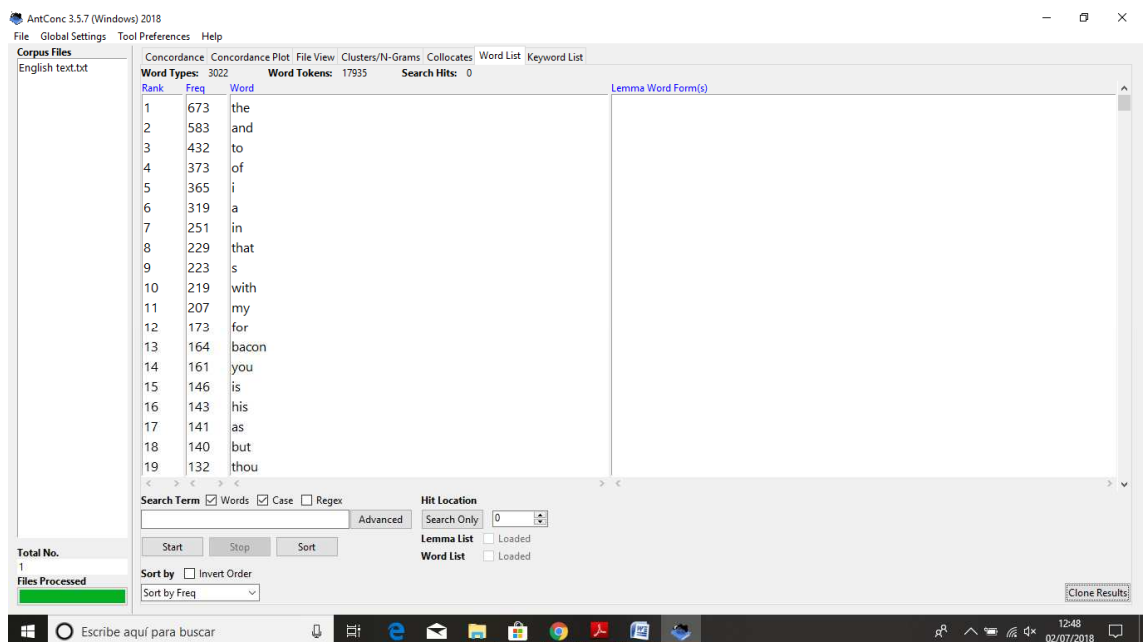 AntConc 3.5.7 (Windows) 2018
File Global Settings Tool Preferences Help
Corpus Files
English text.txt
Concordance Concordance Plot File View Clusters/N-Grams Collocates Word List Keyword List
Word Types: 3022 Word Tokens: 17935 Search Hits: 0
Rank Freq Word Lemma Word Form(s)
1 673 the
2 583 and
3 432 to
4 373 of
5 365 i
6 319 a
7 251 in
8 229 that
9 223 s
10 219 with
11 207 my
12 173 for
13 164 bacon
14 161 you
15 146 is
16 143 his
17 141 as
18 140 but
19 132 thou
Search Term Words Case Regex Hit Location
Advanced Search Only 0
Lemma List Loaded
Start Stop Sort
Word List Loaded
Total No.
1
Files Processed
Sort by Invert Order
Sort by Freq
Clone Results
Escribe aquí para buscar
12:48
02/07/2018